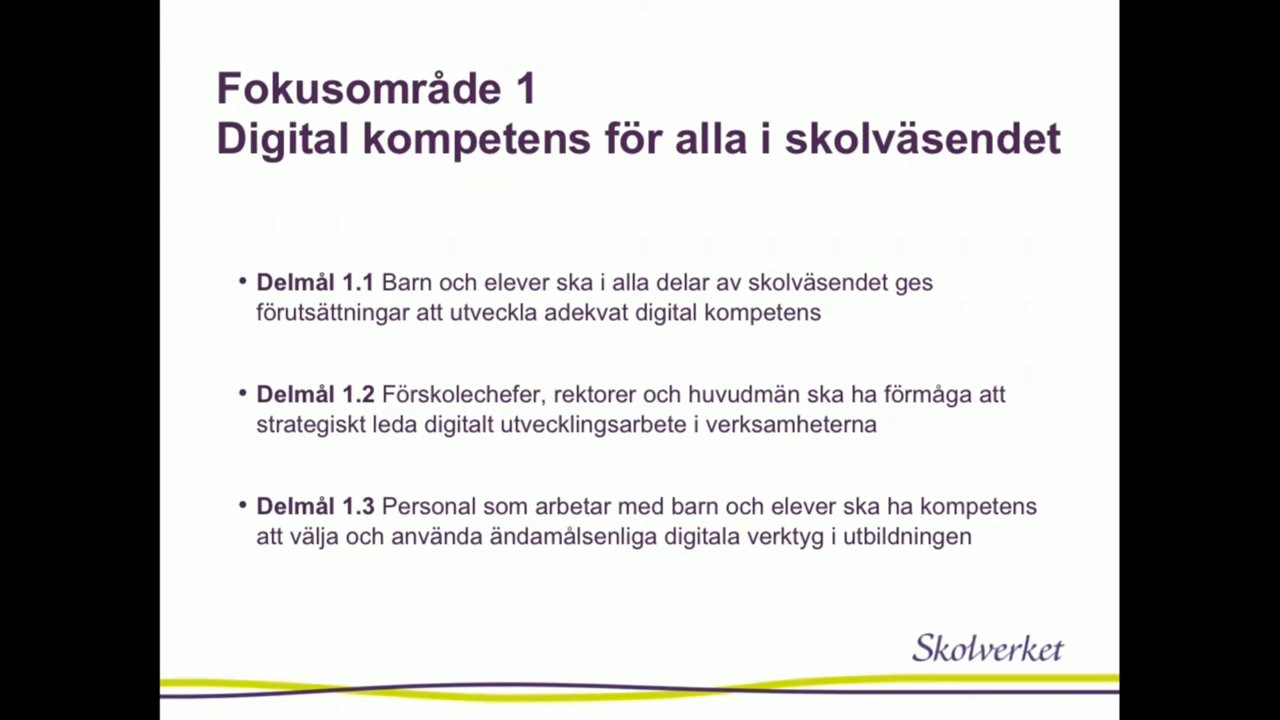 Fokusområde 1
Digital kompetens för alla i skolväsendet
• Delmål 1.1 Barn och elever ska i alla delar av skolväsendet ges
förutsättningar att utveckla adekvat digital kompetens
• Delmål 1.2 Förskolechefer, rektorer och huvudmän ska ha förmåga att
strategiskt leda digitalt utvecklingsarbete i verksamheterna
• Delmål 1.3 Personal som arbetar med barn och elever ska ha kompetens
att välja och använda ändamålsenliga digitala verktyg i utbildningen
Skolverket